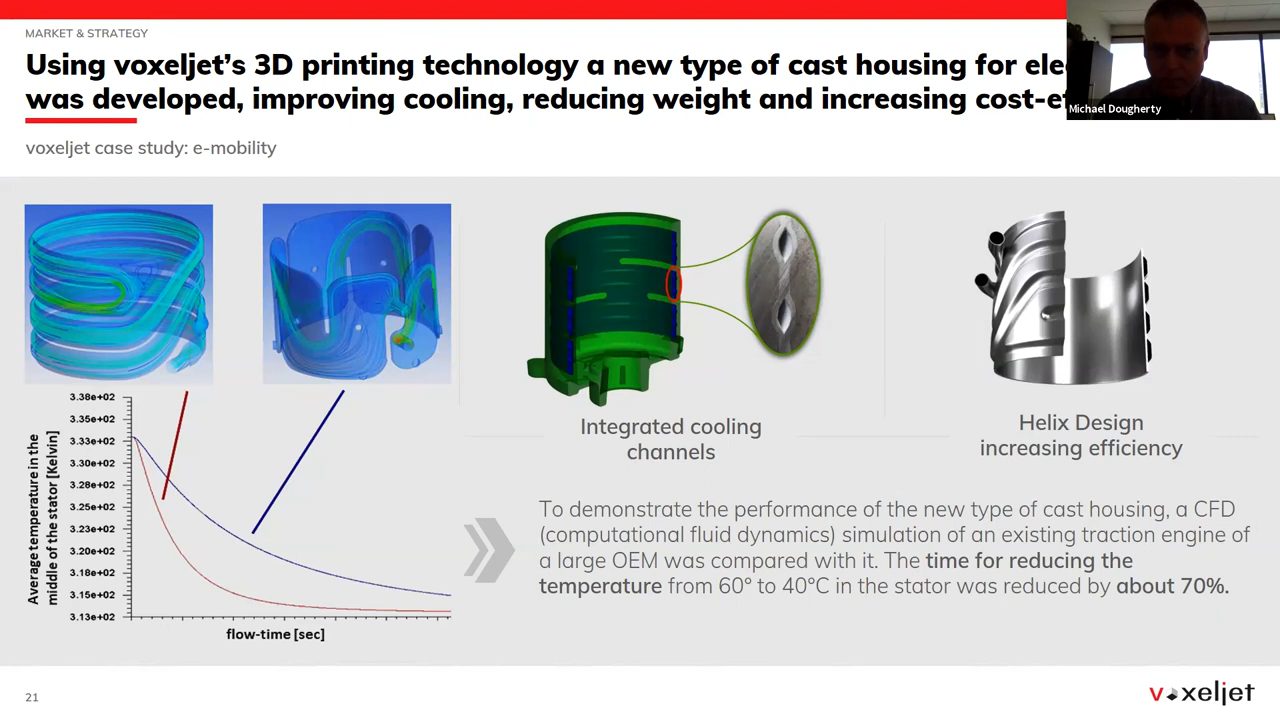 MARKET & STRATEGY
Using voxeljet's 3D printing technology a new type of cast housing for
was developed, improving cooling, reducing weight and increasing
Michael Dougherty
voxeljet case study: e-mobility
3.38e+02
3.35e+02
3.33e+02
3.30e+02
3.28e+02
3.25e+02
3.23e+02
3.20e+02
3.18e+02
3.15e+02
3.13e+02
Average temperature in the
middle of the stator [Kelvin]
flow-time [sec]
Integrated cooling
channels
Helix Design
increasing efficiency
To demonstrate the performance of the new type of cast housing, a CFD
(computational fluid dynamics) simulation of an existing traction engine of
a large OEM was compared with it. The time for reducing the
temperature from 60° to 40°C in the stator was reduced by about 70%.
21
voxeljet